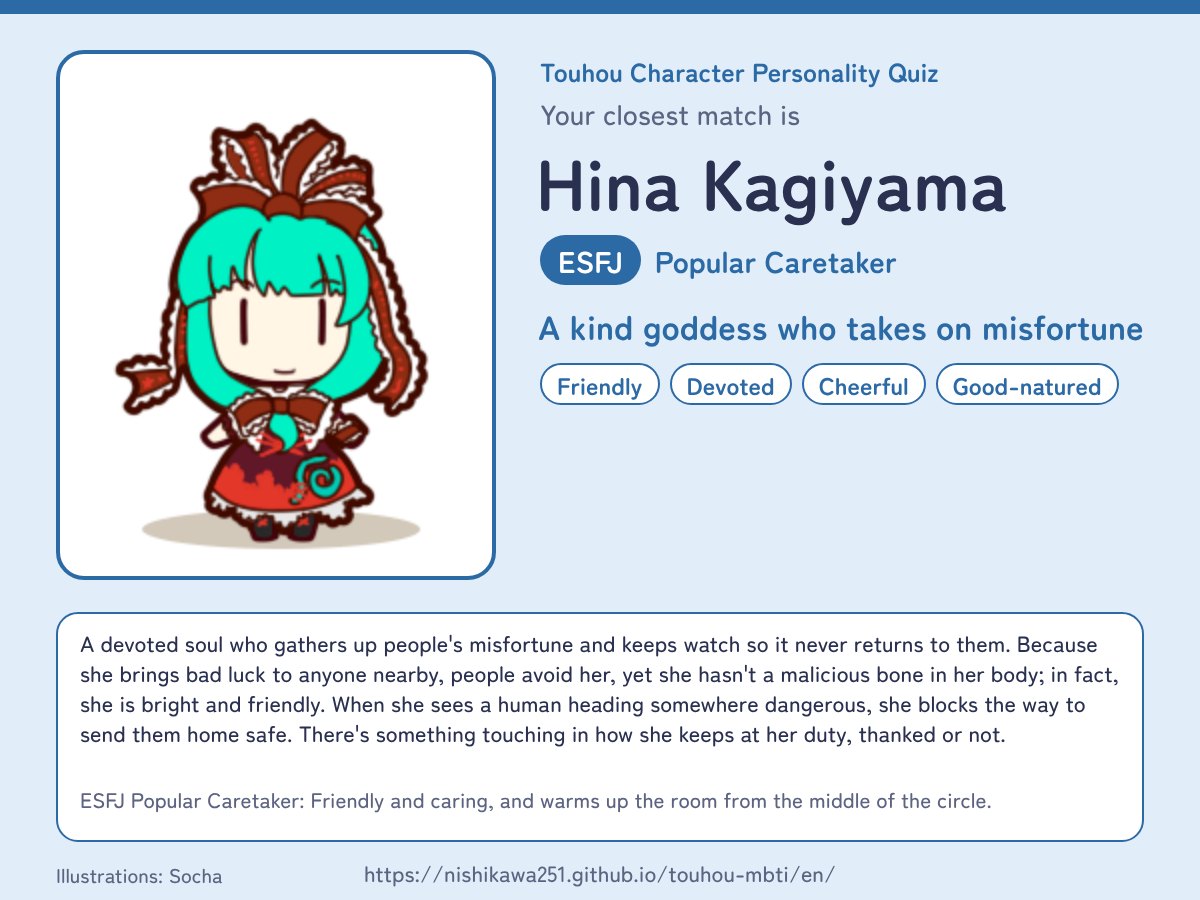 Touhou Character Personality Quiz
Your closest match is
Hina Kagiyama
ESFJ Popular Caretaker
A kind goddess who takes on misfortune
Friendly Devoted Cheerful Good-natured
A devoted soul who gathers up people's misfortune and keeps watch so it never returns to them. Because
she brings bad luck to anyone nearby, people avoid her, yet she hasn't a malicious bone in her body; in fact,
she is bright and friendly. When she sees a human heading somewhere dangerous, she blocks the way to
send them home safe. There's something touching in how she keeps at her duty, thanked or not.
ESFJ Popular Caretaker: Friendly and caring, and warms up the room from the middle of the circle.
Illustrations: Socha https://nishikawa251.github.io/touhou-mbti/en/